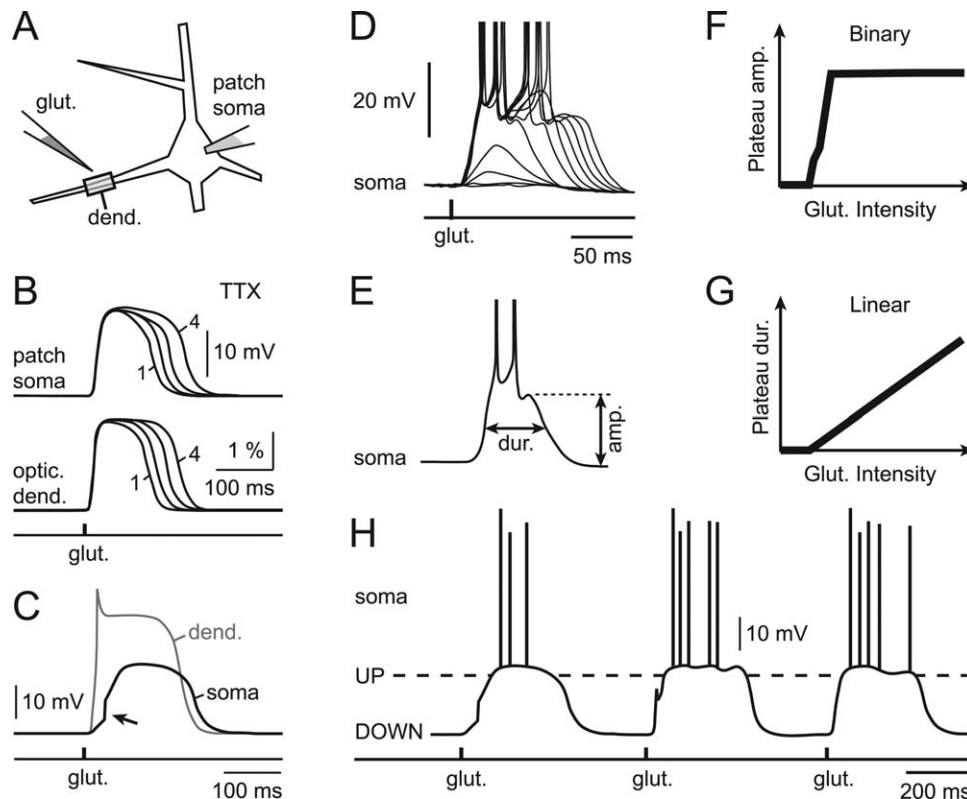 A
glut.
patch
soma
dend.
B
TTX
patch
soma
4
1
10 mV
optic.
dend.
4
1
1 %
100 ms
glut.
C
dend.
10 mV
soma
glut.
100 ms
D
20 mV
soma
glut.
50 ms
E
dur.
amp.
soma
F
Binary
Plateau amp.
Glut. Intensity
G
Linear
Plateau dur.
Glut. Intensity
H
soma
10 mV
UP
DOWN
glut.
glut.
glut.
200 ms